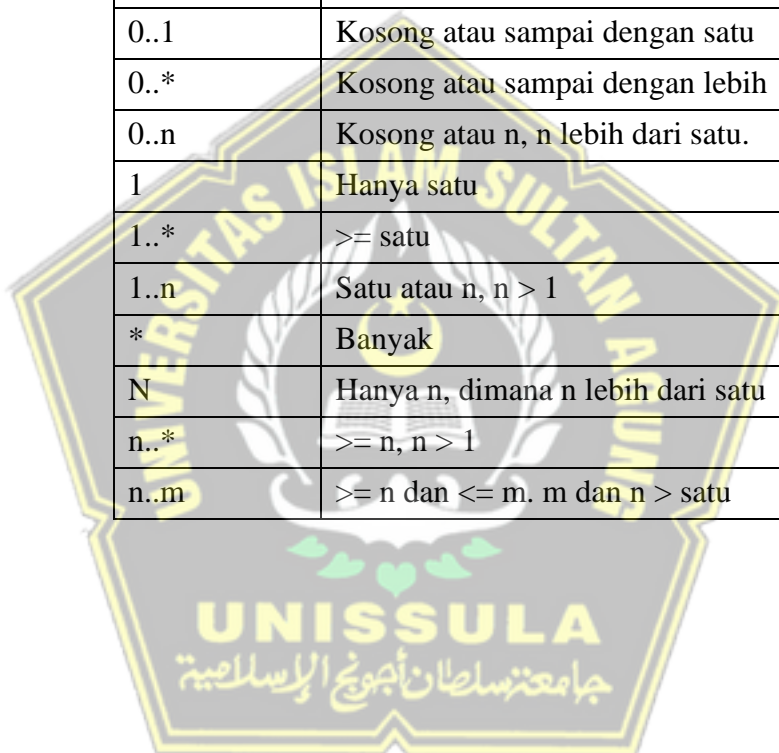 0..1 Kosong atau sampai dengan satu
0..* Kosong atau sampai dengan lebih
0..n Kosong atau n, n lebih dari satu.
1 Hanya satu
1..* >= satu
1..n Satu atau n, n > 1
* Banyak
N Hanya n, dimana n lebih dari satu
n..* >= n, n > 1
n..m >= n dan <= m. m dan n > satu
UNIVERSITAS ISLAM SULTAN AGUNG
UNISSULA
جامعة سلطان أجونج الإسلامية